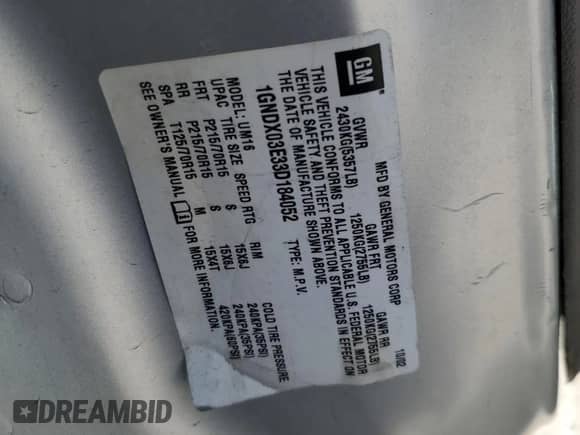 GM
MFD BY GENERAL MOTORS CORP 10/02
GVWR GAWR FRT GAWR RR
2430KG(5357LB) 1250KG(2755LB) 1250KG(2755LB)
THIS VEHICLE CONFORMS TO ALL APPLICABLE U.S. FEDERAL MOTOR
VEHICLE SAFETY AND THEFT PREVENTION STANDARDS IN EFFECT ON
THE DATE OF MANUFACTURE SHOWN ABOVE.
1GNDX03E33D184052 TYPE: M.P.V.
MODEL: UM16
UPAC TIRE SIZE SPEED RTG RIM COLD TIRE PRESSURE
FRT P215/70R15 S 15X6J 240KPA(35PSI)
RR P215/70R15 S 15X6J 240KPA(35PSI)
SPA T125/70R15 M 15X4T 420KPA(60PSI)
SEE OWNER'S MANUAL FOR MORE INFORMATION.
DREAMBID